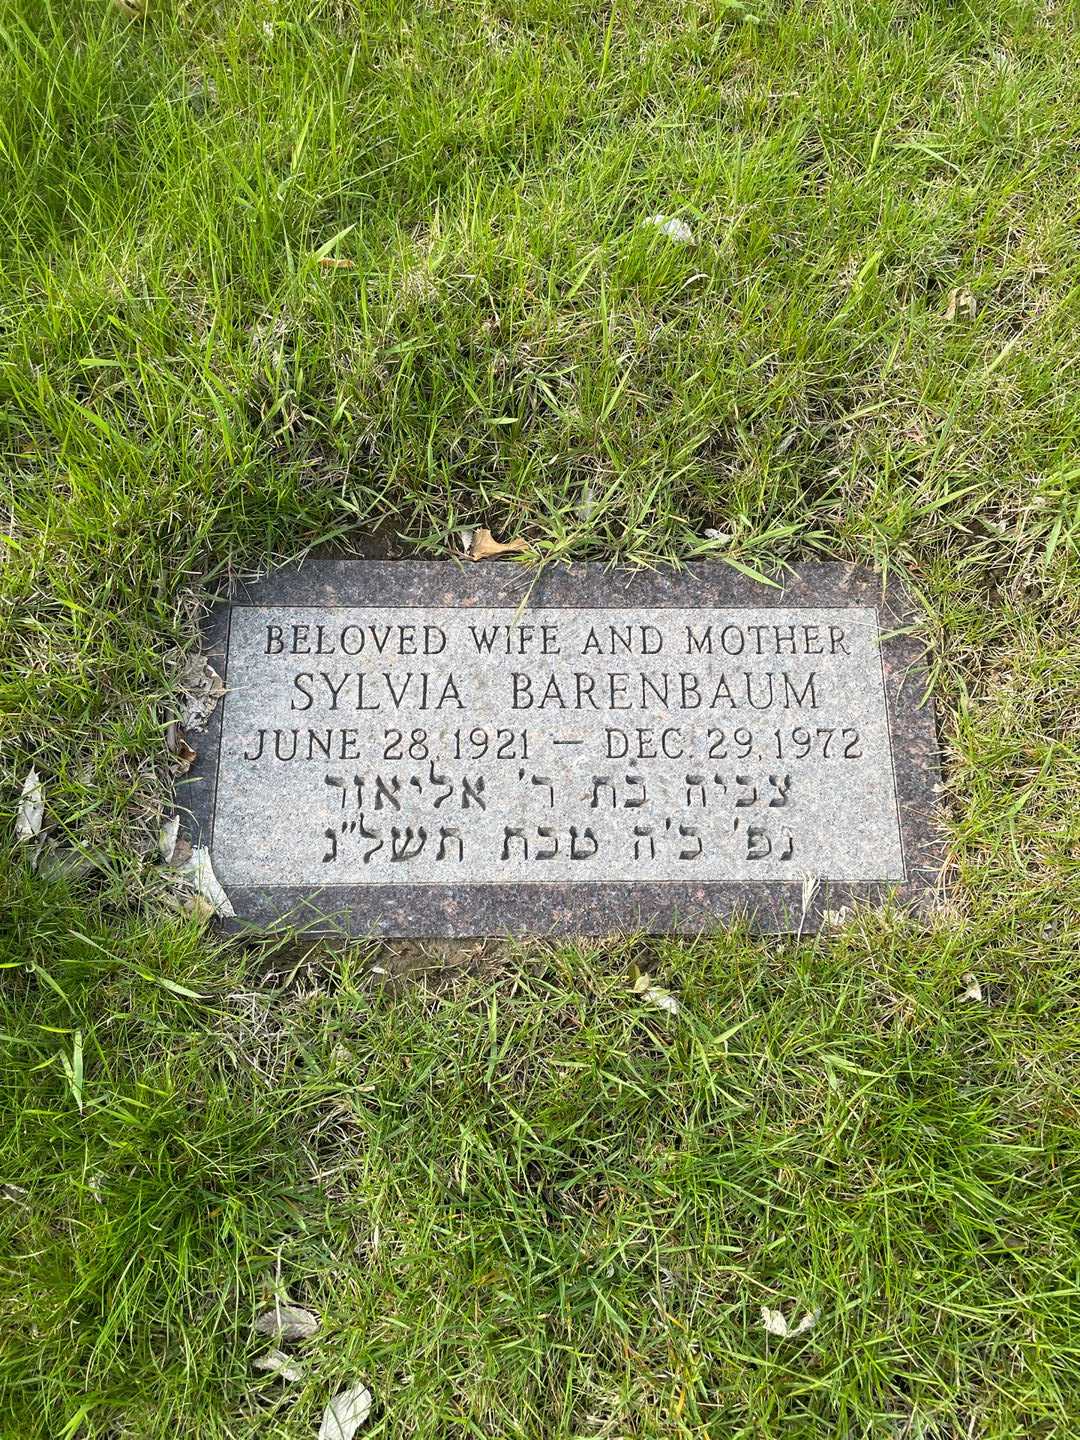 BELOVED WIFE AND MOTHER
SYLVIA BARENBAUM
JUNE 28, 1921 — DEC. 29, 1972
צביה בת ר' אליאזר
נפ' כ'ה טבת תשל"ג